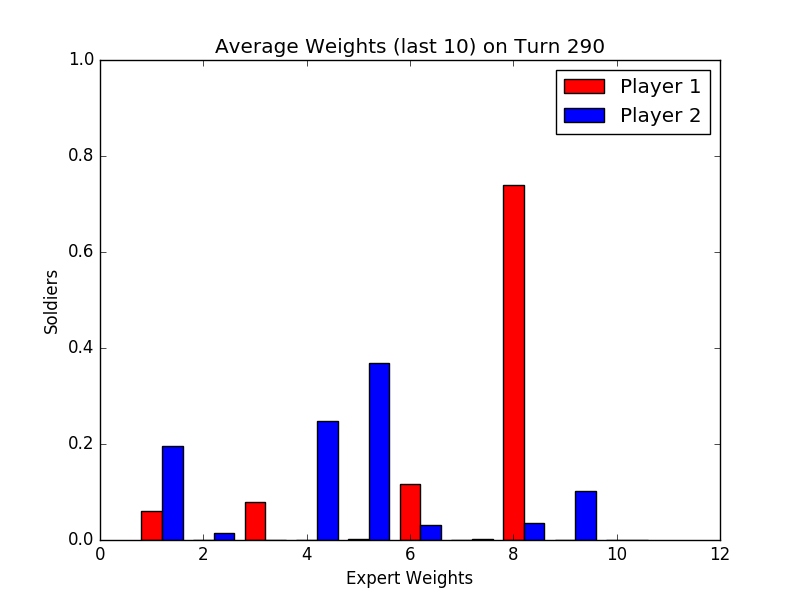 Average Weights (last 10) on Turn 290
1.0
0.8
0.6
0.4
0.2
0.0
Soldiers
Player 1
Player 2
0 2 4 6 8 10 12
Expert Weights